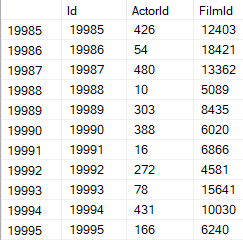 Id ActorId FilmId
19985 19985 426 12403
19986 19986 54 18421
19987 19987 480 13362
19988 19988 10 5089
19989 19989 303 8435
19990 19990 388 6020
19991 19991 16 6866
19992 19992 272 4581
19993 19993 78 15641
19994 19994 431 10030
19995 19995 166 6240